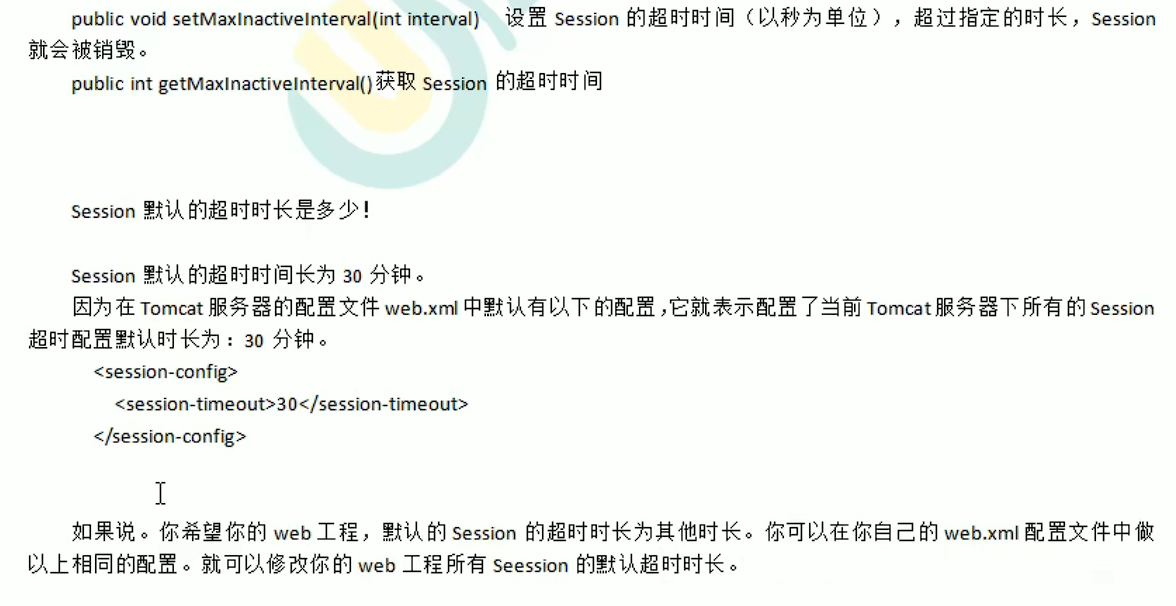 public void setMaxInactiveInterval(int interval) 设置 Session 的超时时间（以秒为单位），超过指定的时长，Session
就会被销毁。
public int getMaxInactiveInterval()获取 Session 的超时时间
Session 默认的超时时长是多少！
Session 默认的超时时间长为 30 分钟。
因为在 Tomcat 服务器的配置文件 web.xml 中默认有以下的配置，它就表示配置了当前 Tomcat 服务器下所有的 Session
超时配置默认时长为：30 分钟。
<session-config>
<session-timeout>30</session-timeout>
</session-config>
如果说。你希望你的 web 工程，默认的 Session 的超时时长为其他时长。你可以在你自己的 web.xml 配置文件中做
以上相同的配置。就可以修改你的 web 工程所有 Seession 的默认超时时长。